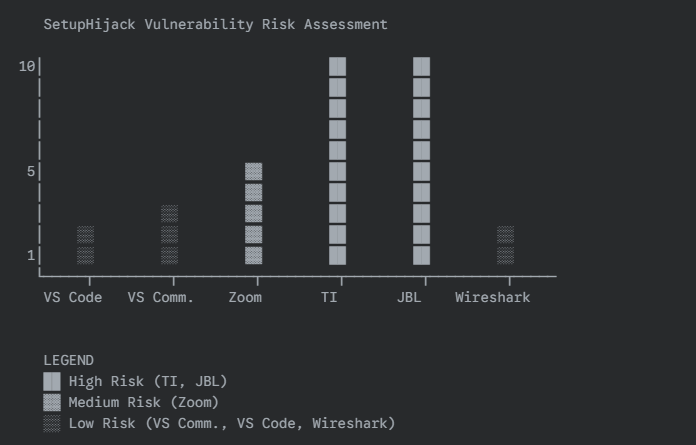 SetupHijack Vulnerability Risk Assessment
10
5
1
VS Code VS Comm. Zoom TI JBL Wireshark
LEGEND
High Risk (TI, JBL)
Medium Risk (Zoom)
Low Risk (VS Comm., VS Code, Wireshark)